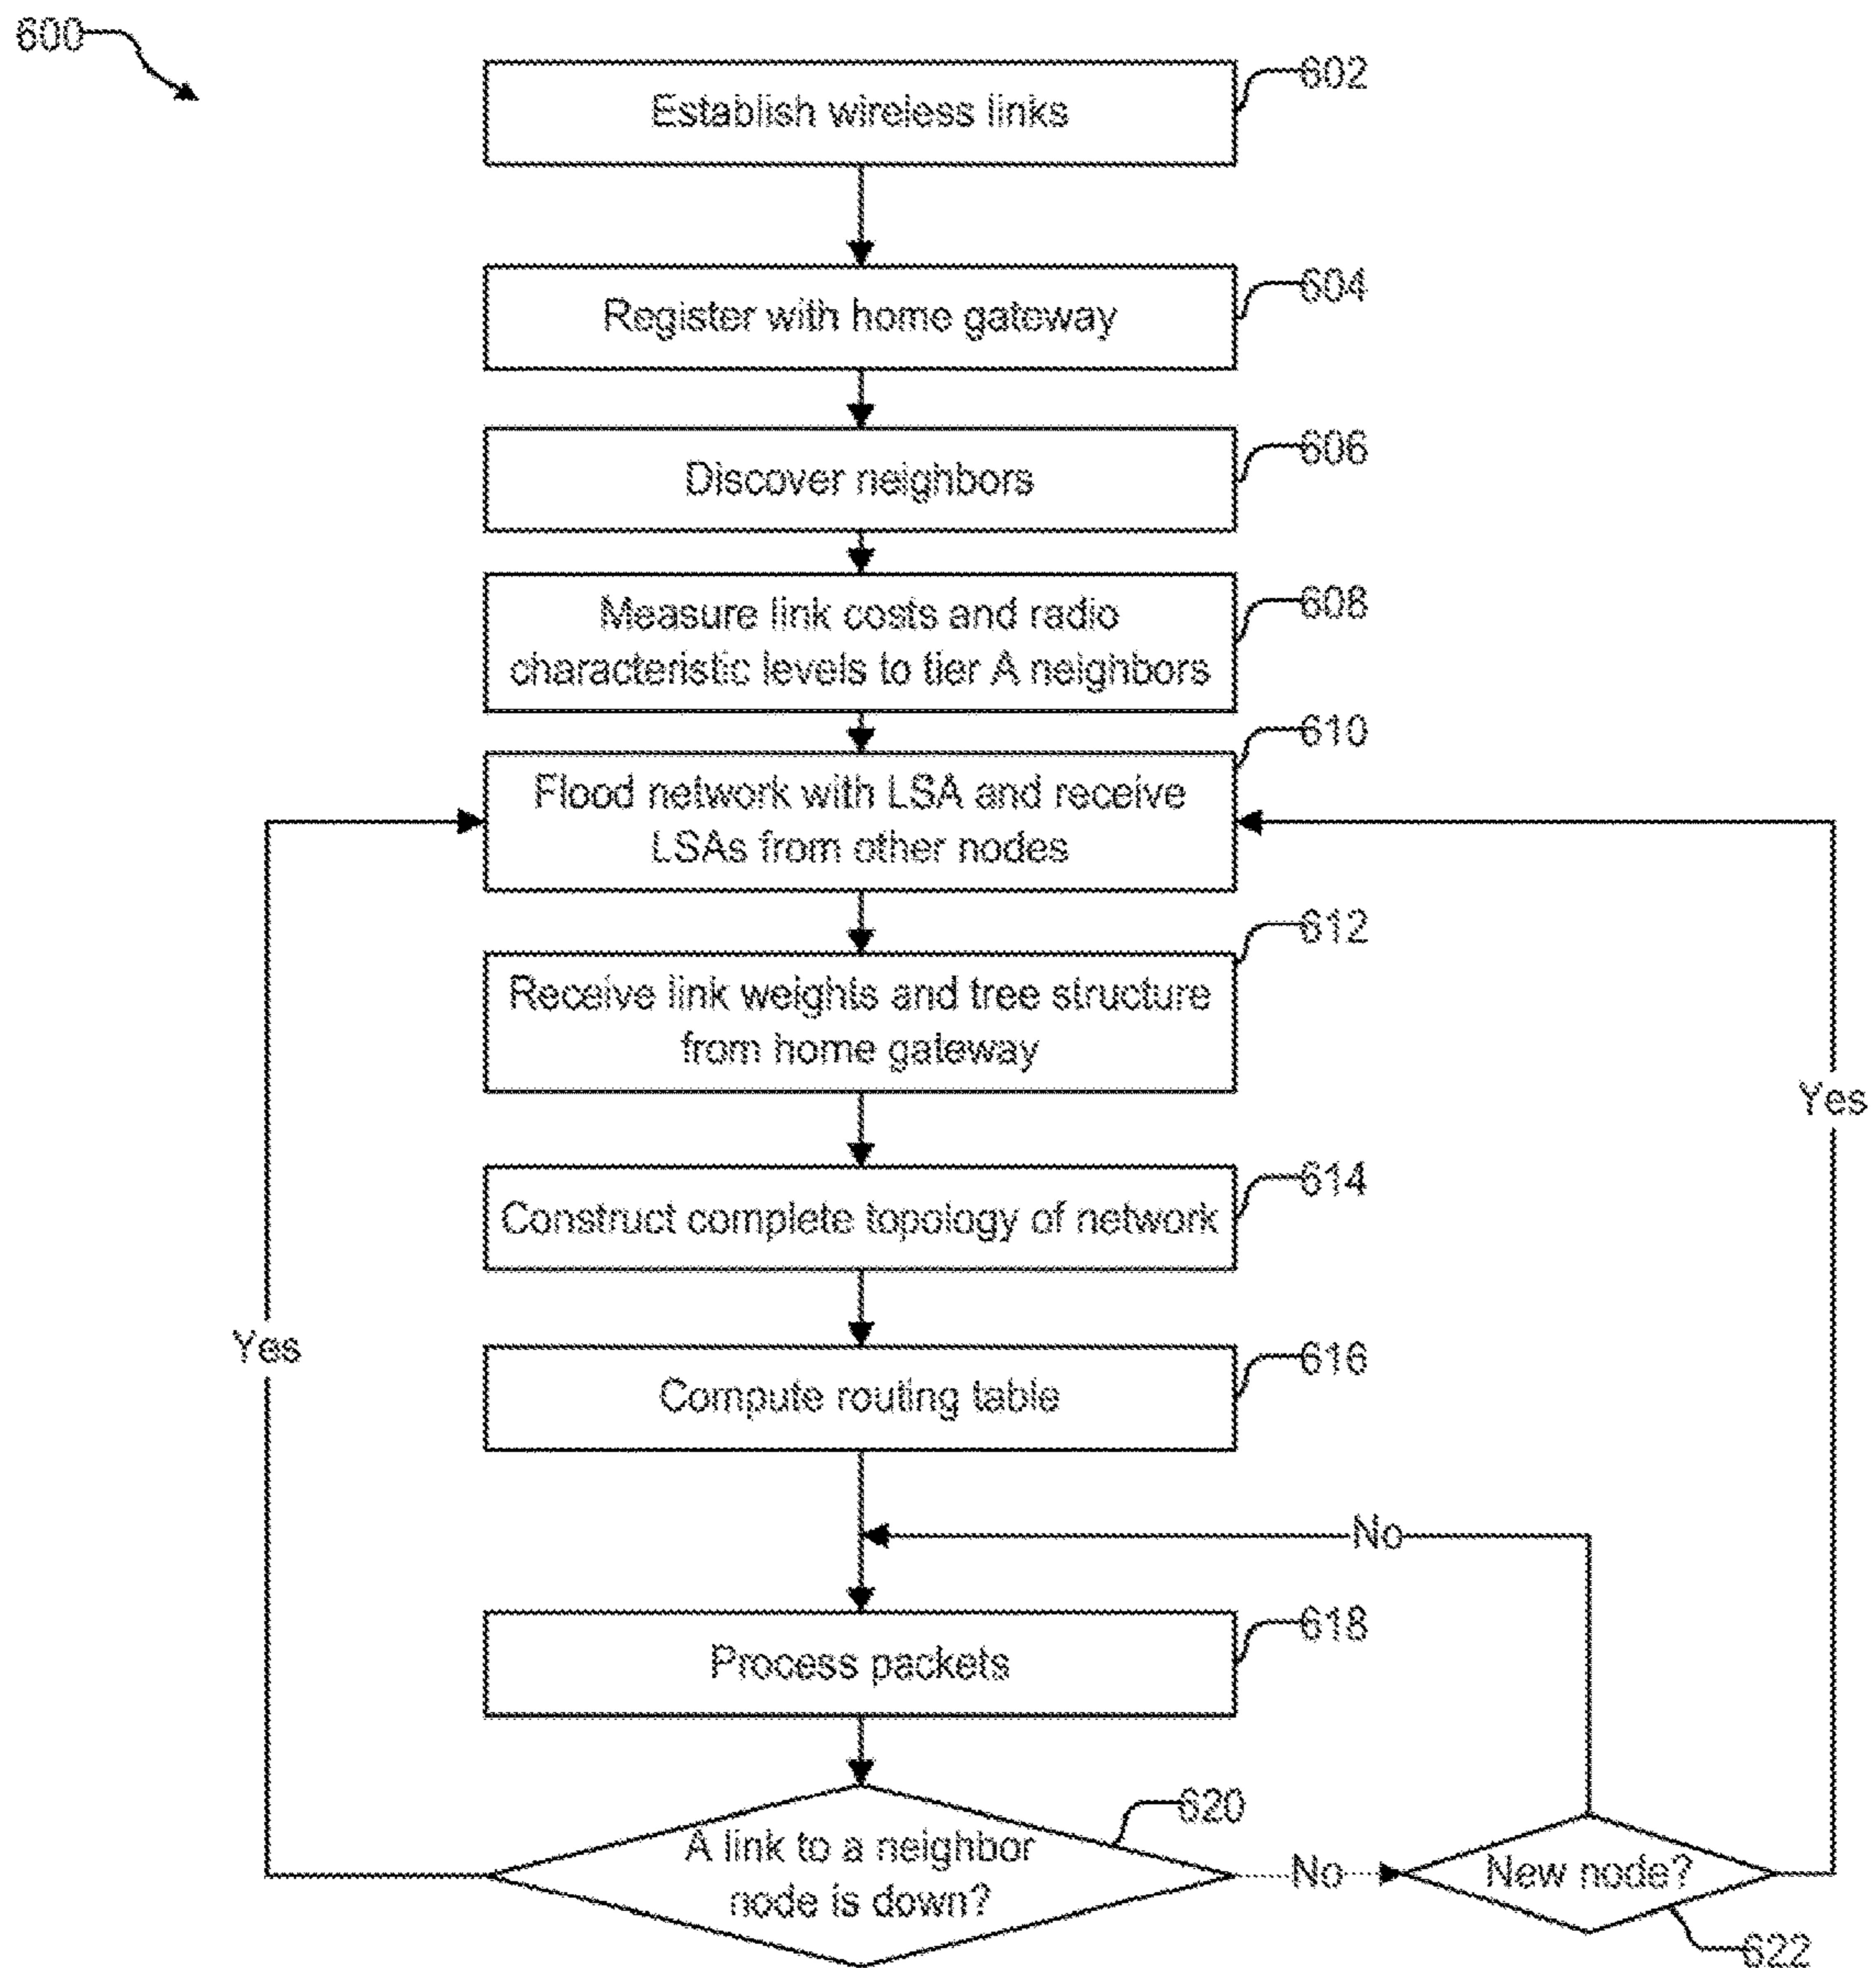 600
Establish wireless links
602
Register with home gateway
604
Discover neighbors
606
Measure link costs and radio
characteristic levels to tier A neighbors
608
Flood network with LSA and receive
LSAs from other nodes
610
Receive link weights and tree structure
from home gateway
612
Construct complete topology of network
614
Compute routing table
616
Process packets
618
A link to a neighbor
node is down?
620
New node?
622
Yes
No
No
Yes